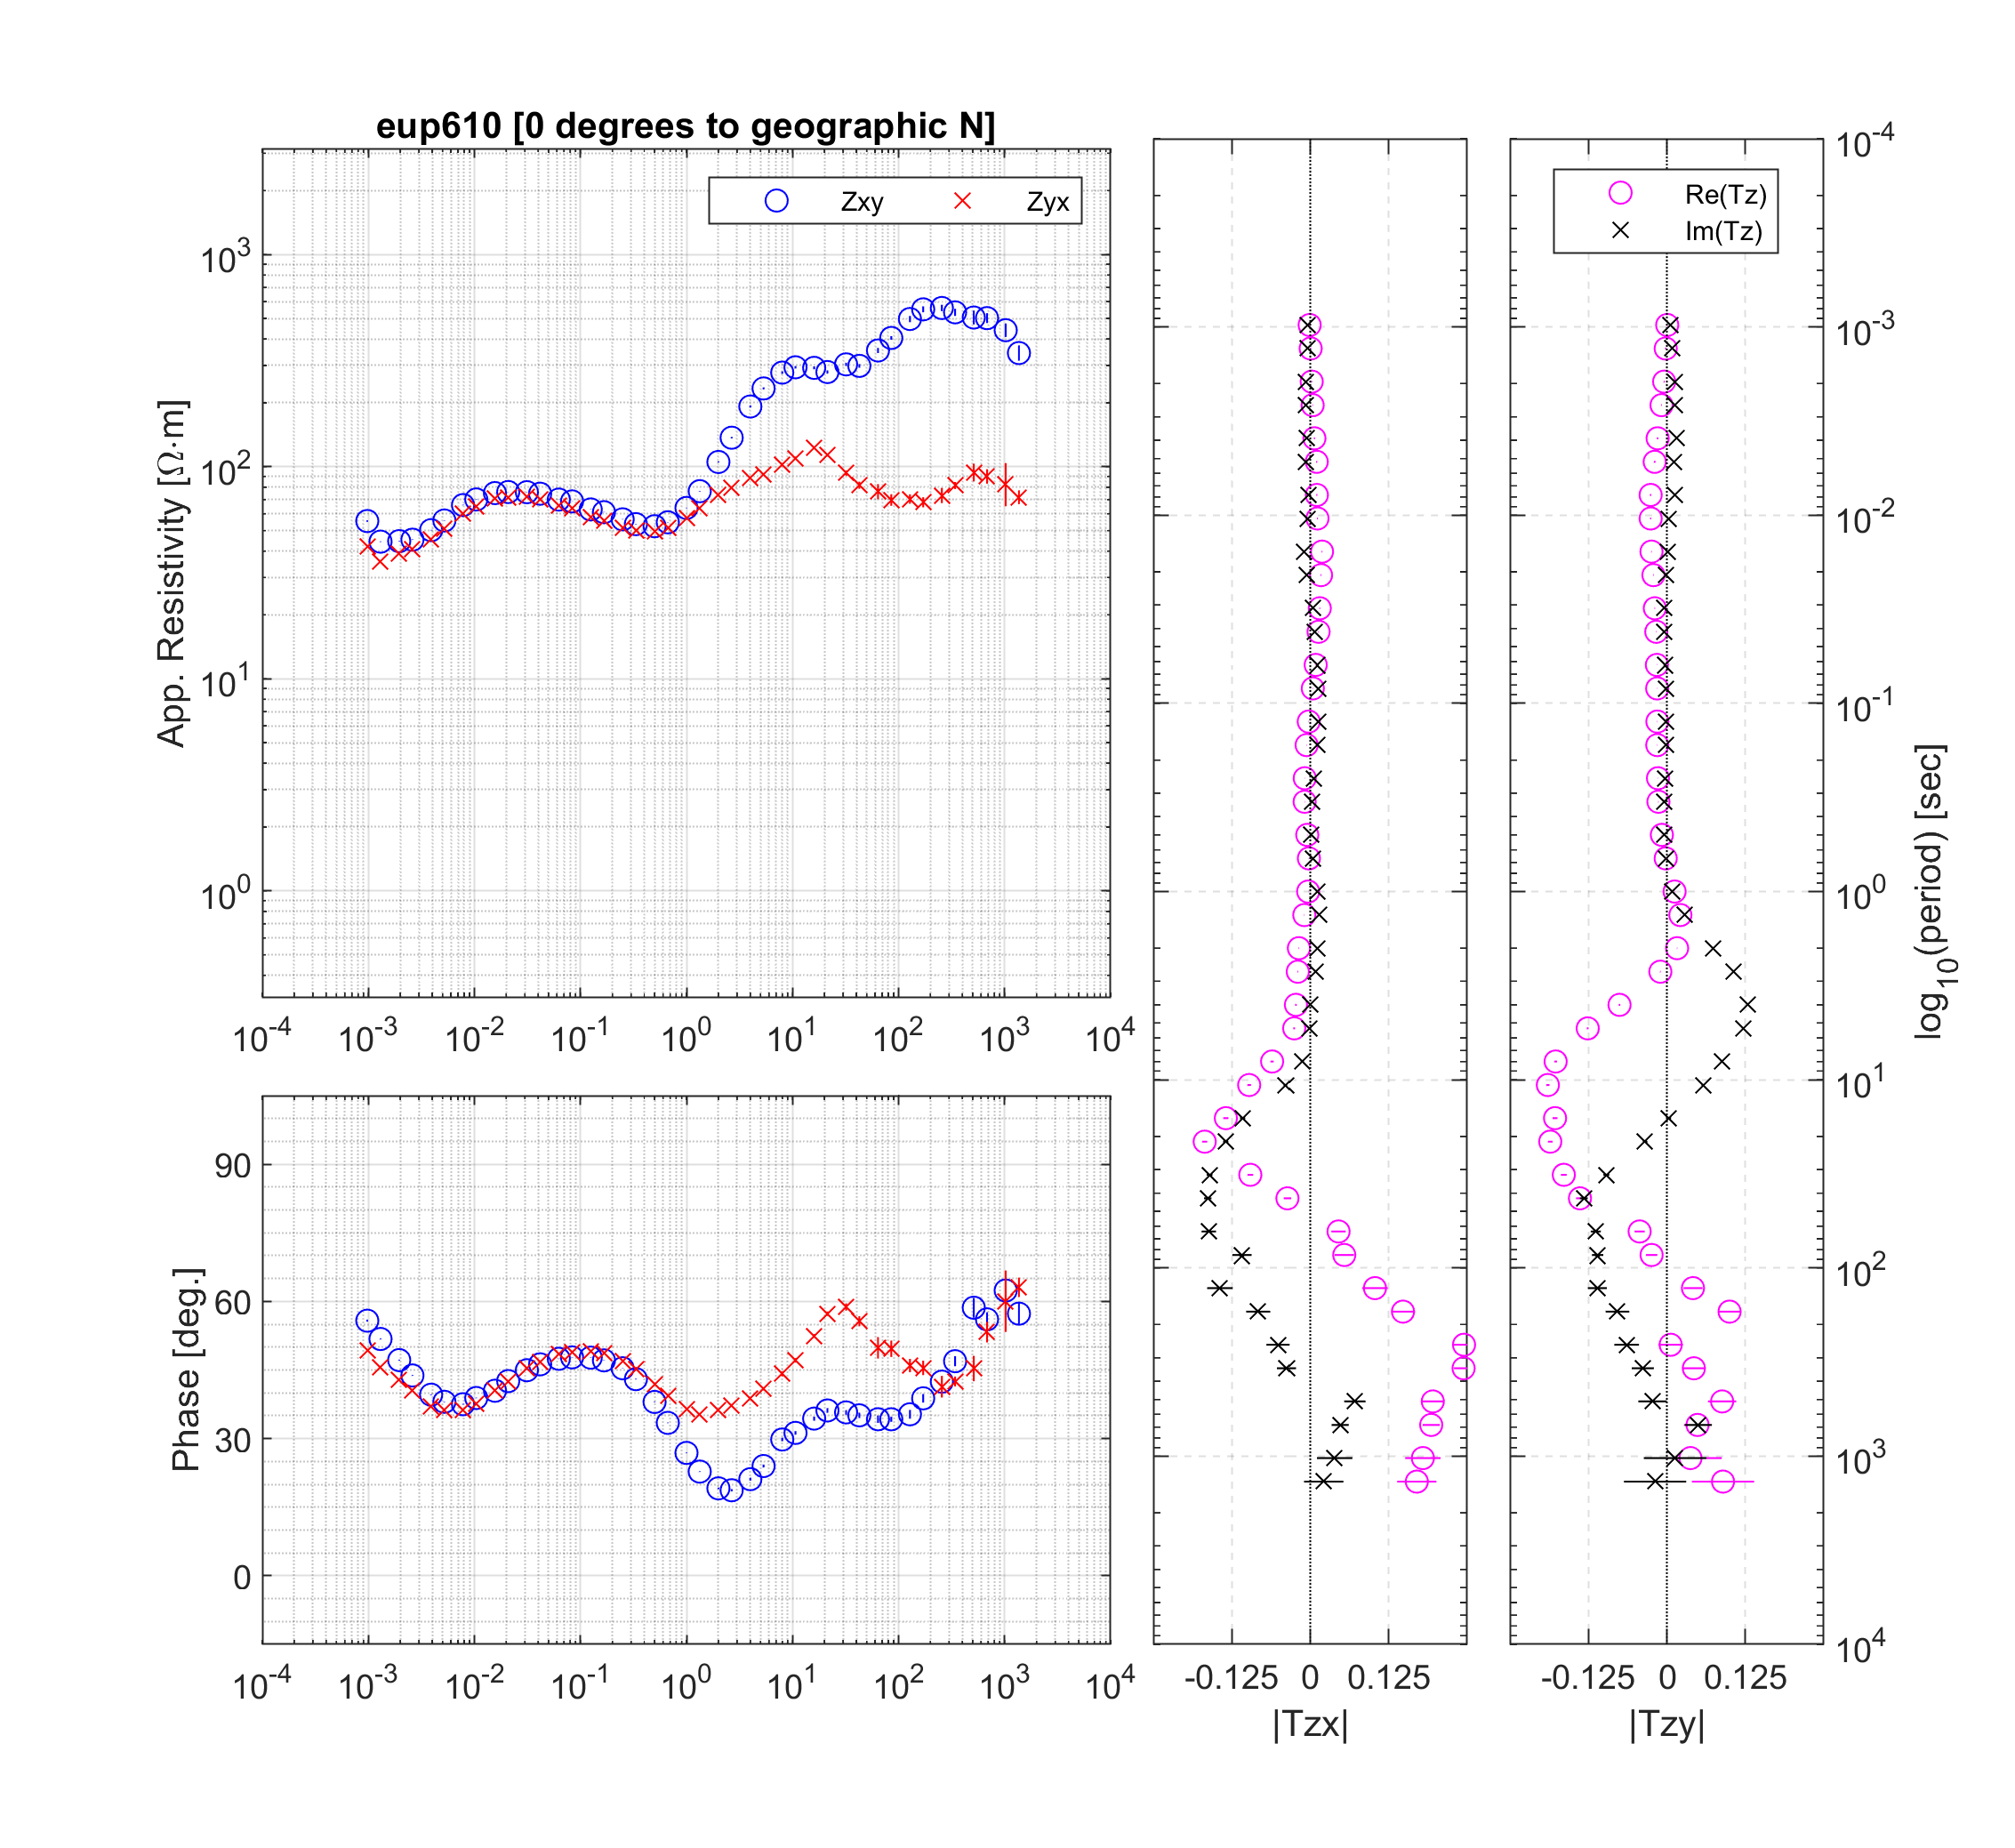 eup610 [0 degrees to geographic N]
Zxy Zyx
App. Resistivity [Ω·m]
10^3
10^2
10^1
10^0
10^-4 10^-3 10^-2 10^-1 10^0 10^1 10^2 10^3 10^4
Phase [deg.]
90
60
30
0
10^-4 10^-3 10^-2 10^-1 10^0 10^1 10^2 10^3 10^4
-0.125 0 0.125
|Tzx|
Re(Tz)
Im(Tz)
-0.125 0 0.125
|Tzy|
10^-4
10^-3
10^-2
10^-1
10^0
10^1
10^2
10^3
10^4
log_10(period) [sec]